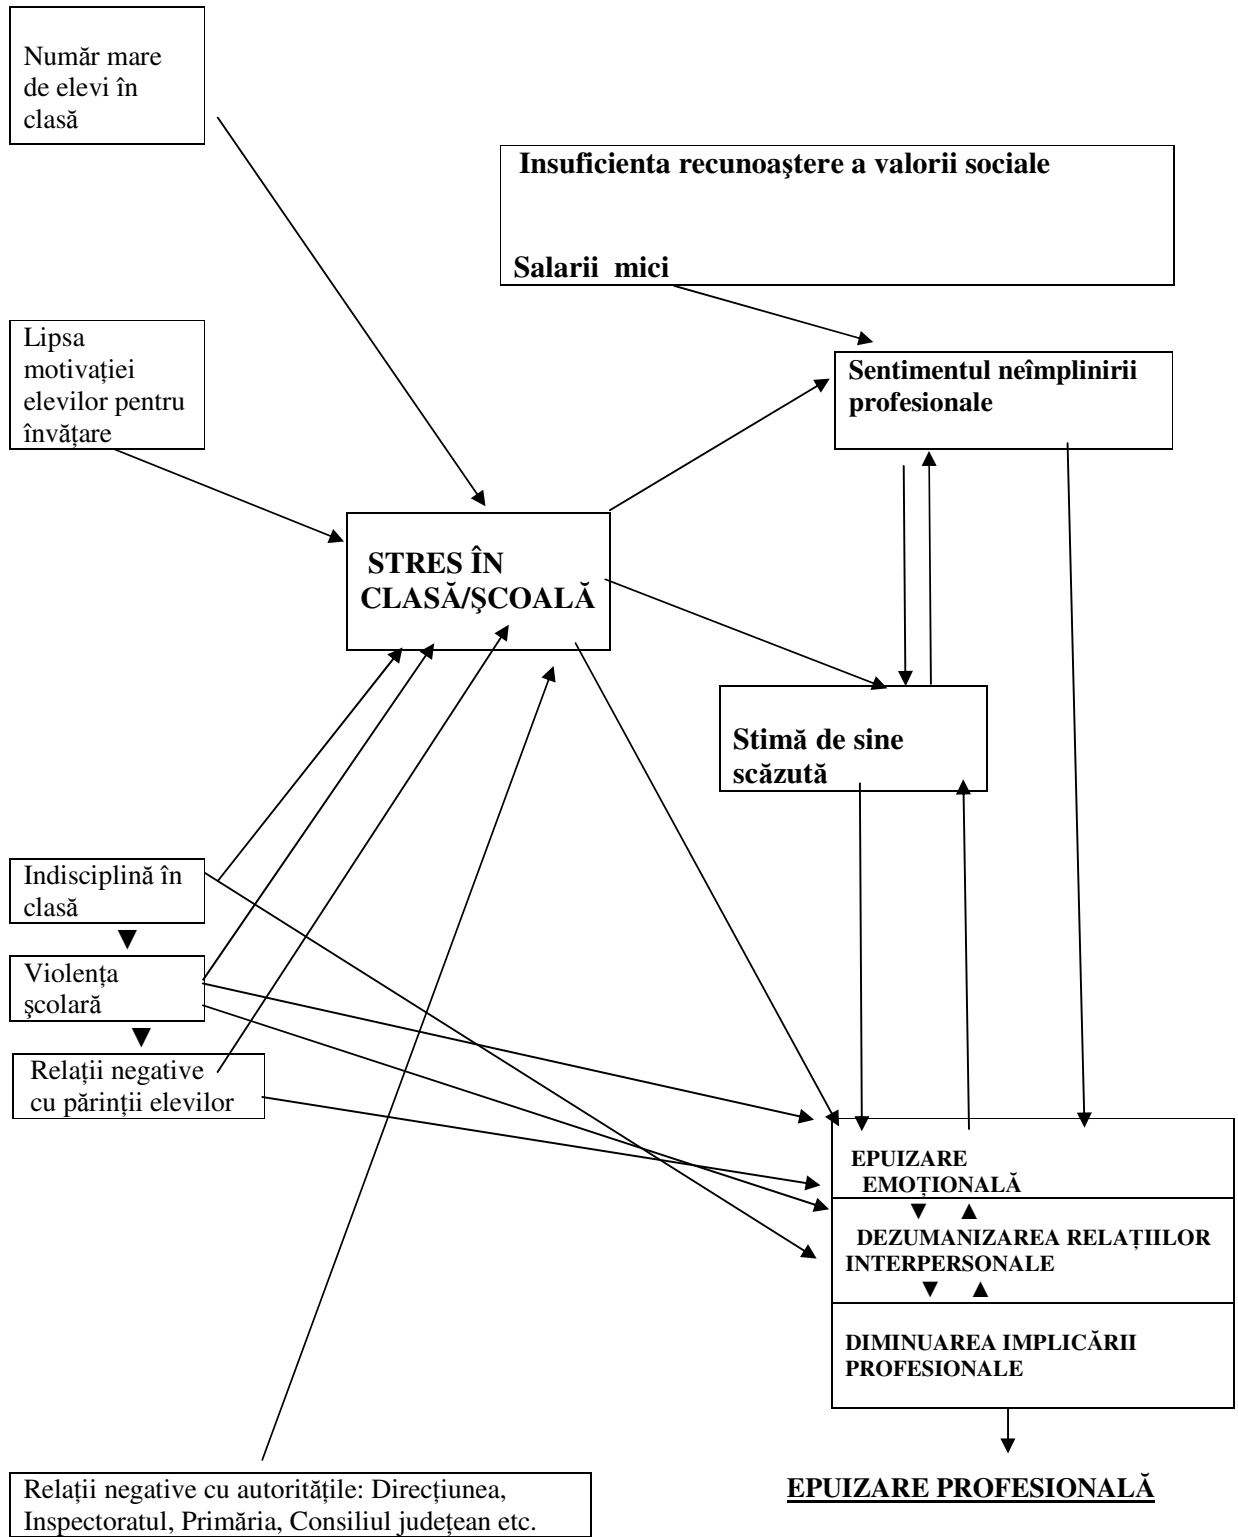 Număr mare
de elevi în
clasă
Insuficienta recunoaştere a valorii sociale
Salarii mici
Lipsa
motivației
elevilor pentru
învățare
Sentimentul neîmplinirii
profesionale
STRES ÎN
CLASĂ/ŞCOALĂ
Stimă de sine
scăzută
Indisciplină în
clasă
Violența
şcolară
Relații negative
cu părinții elevilor
EPUIZARE
EMOȚIONALĂ
DEZUMANIZAREA RELAȚIILOR
INTERPERSONALE
DIMINUAREA IMPLICĂRII
PROFESIONALE
EPUIZARE PROFESIONALĂ
Relații negative cu autoritățile: Direcțiunea,
Inspectoratul, Primăria, Consiliul județean etc.